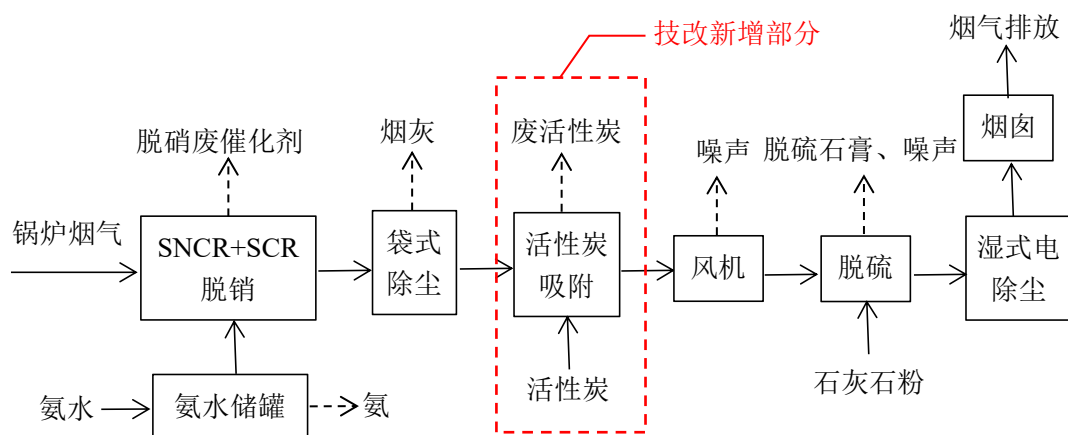 技改新增部分
烟气排放
烟囱
脱硝废催化剂
烟灰
废活性炭
噪声
脱硫石膏、噪声
锅炉烟气
SNCR+SCR
脱销
袋式
除尘
活性炭
吸附
风机
脱硫
湿式电
除尘
氨水
氨水储罐
氨
活性炭
石灰石粉